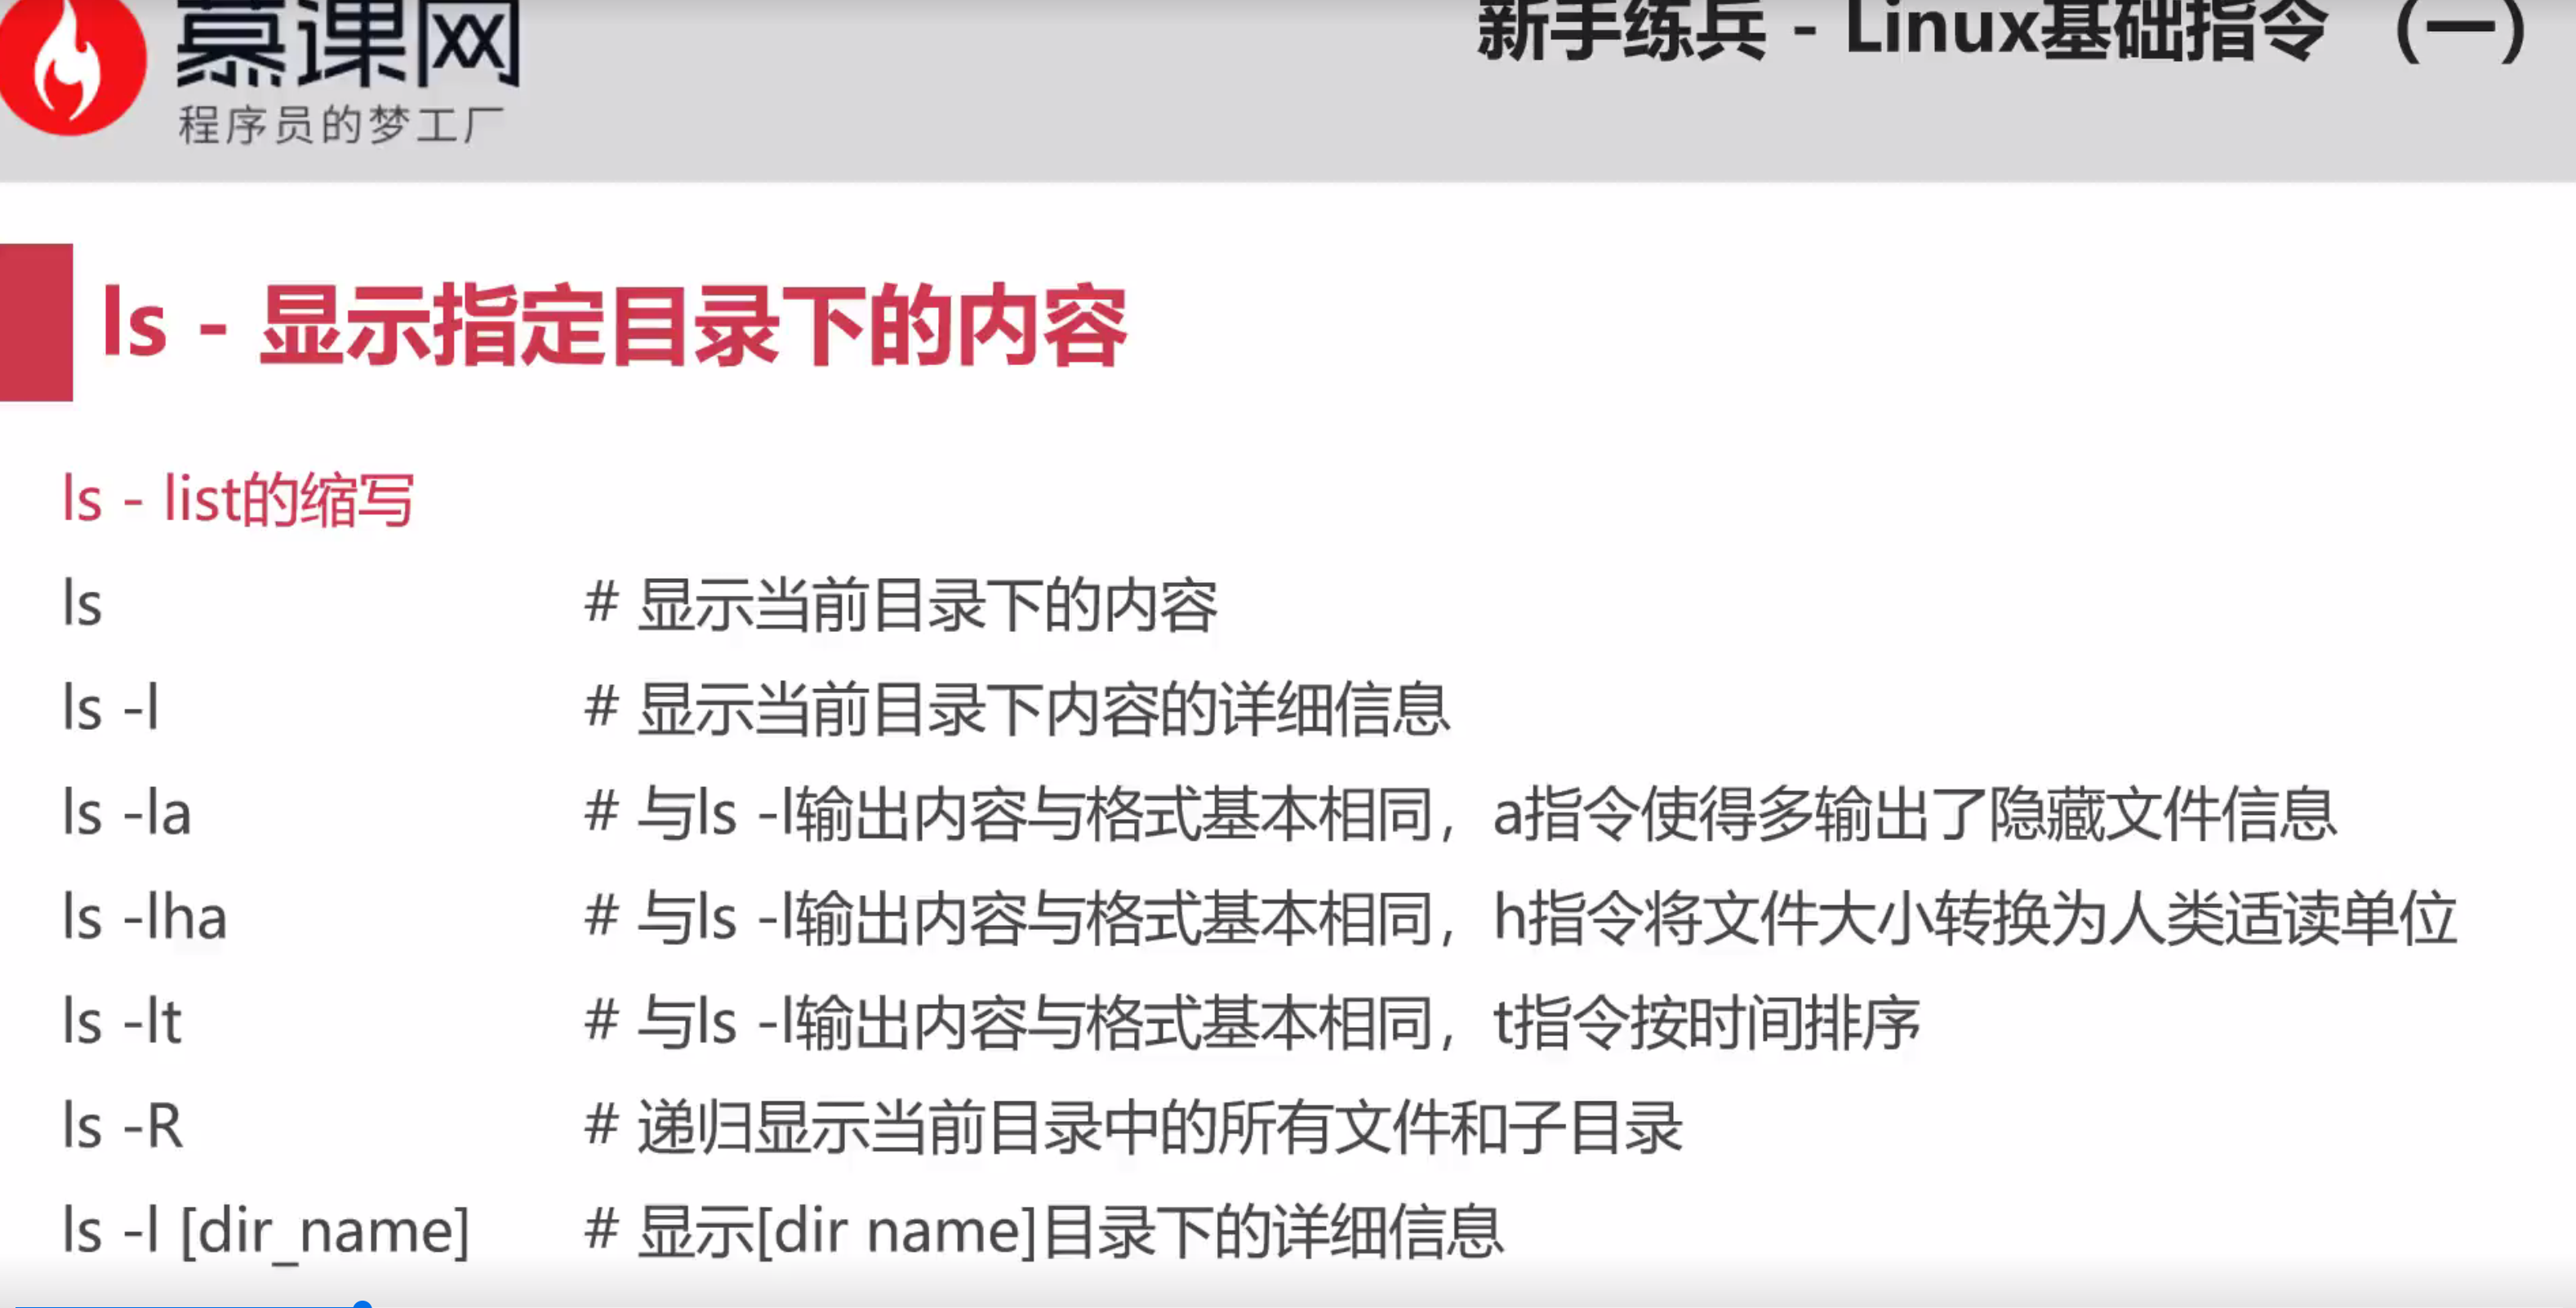 慕课网
程序员的梦工厂
新手练兵 - Linux基础指令 （一）
ls - 显示指定目录下的内容
ls - list的缩写
ls # 显示当前目录下的内容
ls -l # 显示当前目录下内容的详细信息
ls -la # 与ls -l输出内容与格式基本相同，a指令使得多输出了隐藏文件信息
ls -lha # 与ls -l输出内容与格式基本相同，h指令将文件大小转换为人类适读单位
ls -lt # 与ls -l输出内容与格式基本相同，t指令按时间排序
ls -R # 递归显示当前目录中的所有文件和子目录
ls -l [dir_name] # 显示[dir name]目录下的详细信息